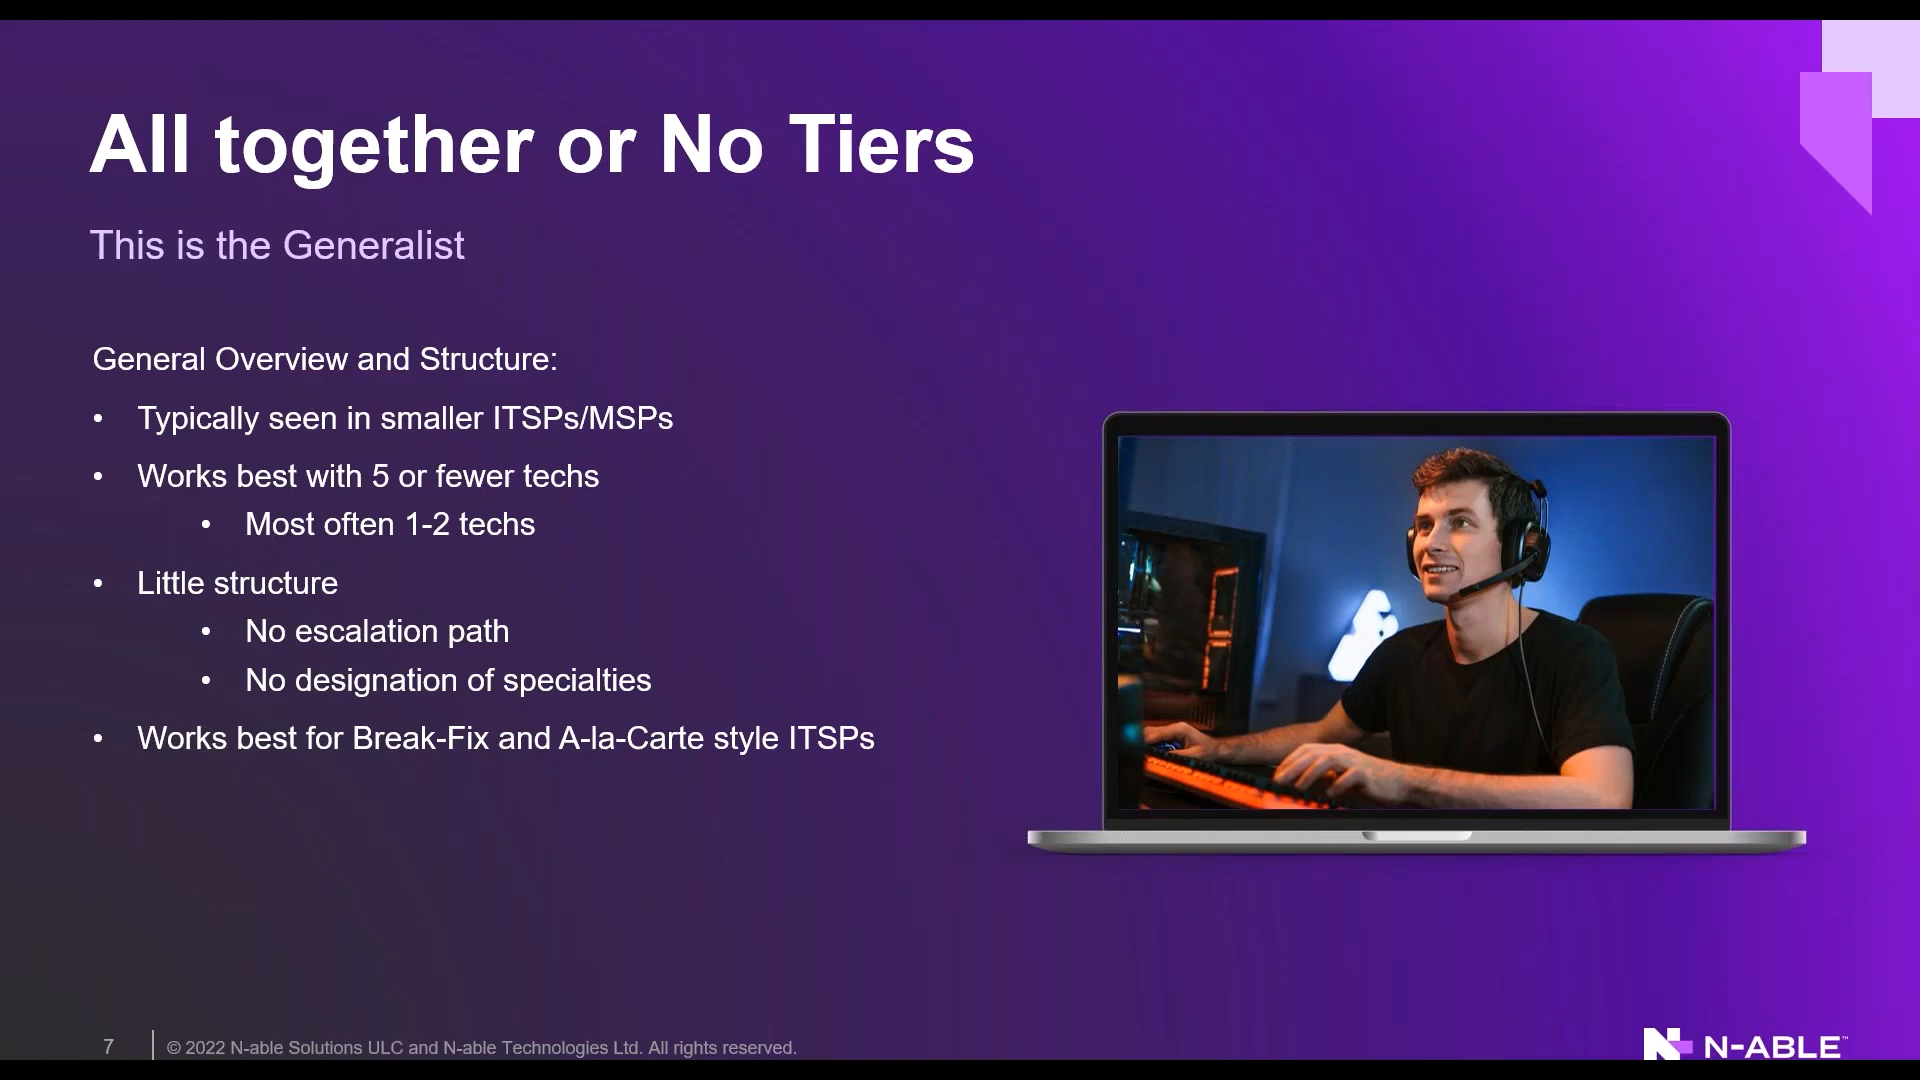 All together or No Tiers
This is the Generalist
General Overview and Structure:
• Typically seen in smaller ITSPs/MSPs
• Works best with 5 or fewer techs
• Most often 1-2 techs
• Little structure
• No escalation path
• No designation of specialties
• Works best for Break-Fix and A-la-Carte style ITSPs
7
© 2022 N-able Solutions ULC and N-able Technologies Ltd. All rights reserved.
N-ABLE™